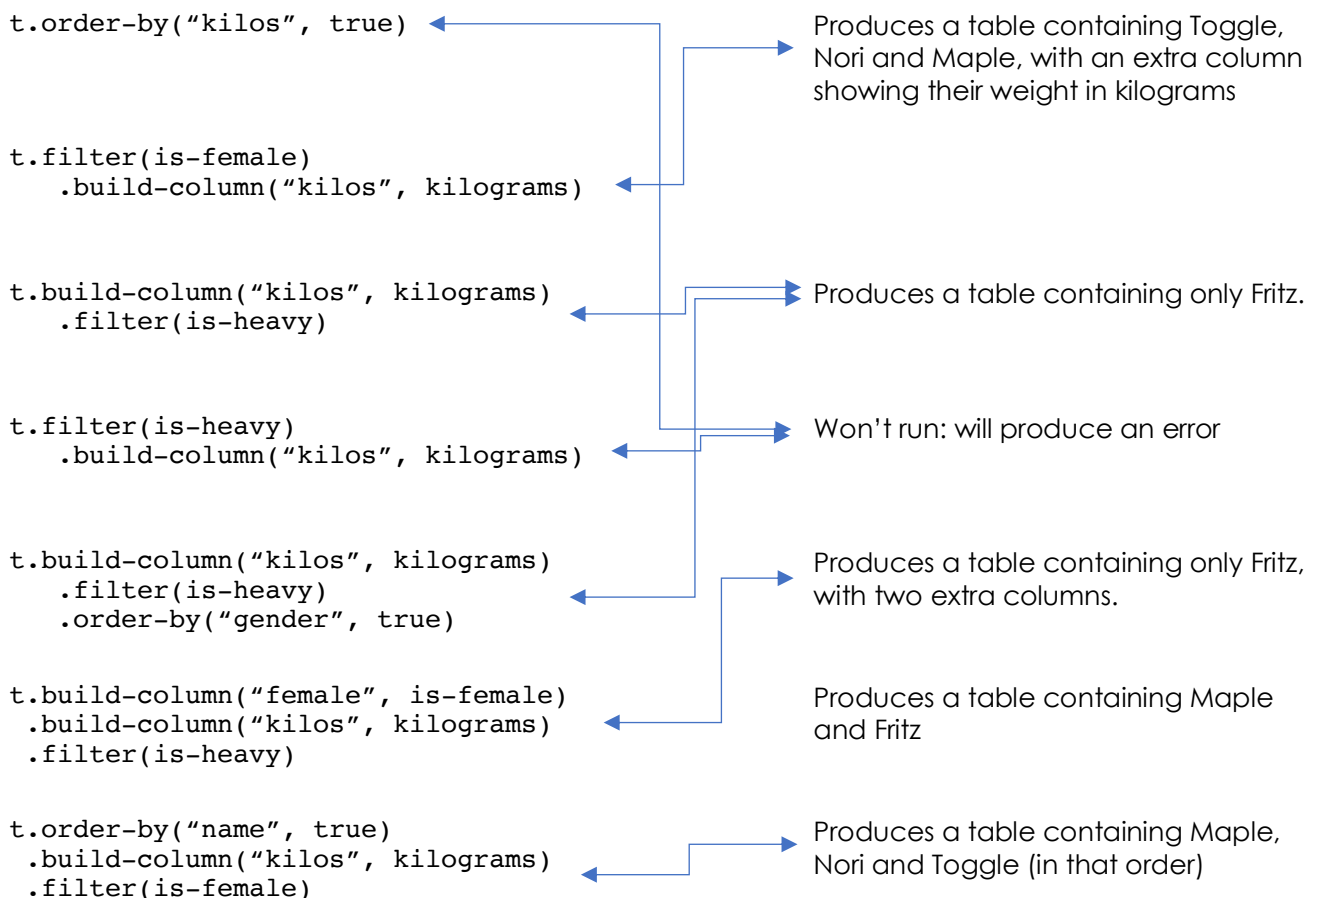 t.order-by(“kilos”, true)
Produces a table containing Toggle,
Nori and Maple, with an extra column
showing their weight in kilograms
t.filter(is-female)
.build-column(“kilos”, kilograms)
t.build-column(“kilos”, kilograms)
.filter(is-heavy)
Produces a table containing only Fritz.
t.filter(is-heavy)
.build-column(“kilos”, kilograms)
Won’t run: will produce an error
t.build-column(“kilos”, kilograms)
.filter(is-heavy)
.order-by(“gender”, true)
Produces a table containing only Fritz,
with two extra columns.
t.build-column(“female”, is-female)
.build-column(“kilos”, kilograms)
.filter(is-heavy)
Produces a table containing Maple
and Fritz
t.order-by(“name”, true)
.build-column(“kilos”, kilograms)
.filter(is-female)
Produces a table containing Maple,
Nori and Toggle (in that order)